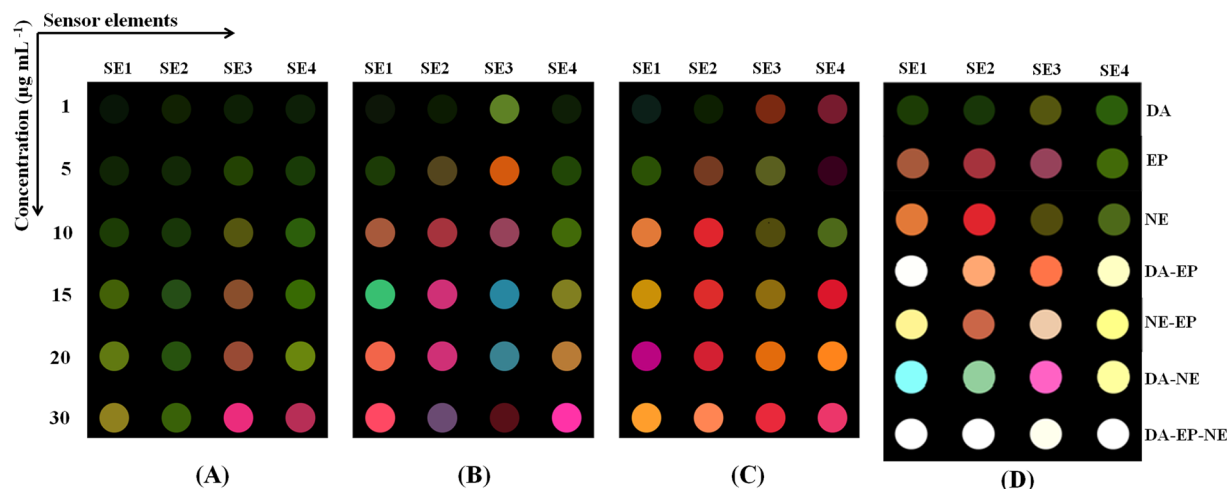 Sensor elements
Concentration (µg mL⁻¹)
SE1 SE2 SE3 SE4
SE1 SE2 SE3 SE4
SE1 SE2 SE3 SE4
SE1 SE2 SE3 SE4
1
5
10
15
20
30
DA
EP
NE
DA-EP
NE-EP
DA-NE
DA-EP-NE
(A)
(B)
(C)
(D)